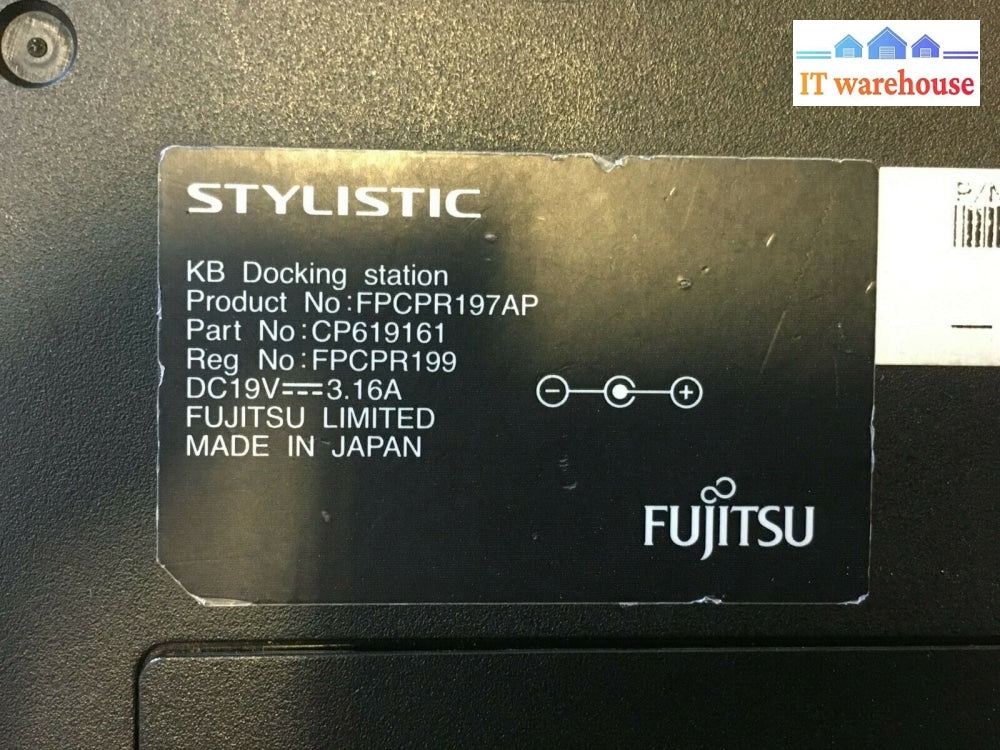 IT warehouse
STYLISTIC
P/N
KB Docking station
Product No:FPCPR197AP
Part No:CP619161
Reg No:FPCPR199
DC19V⎓3.16A
FUJITSU LIMITED
MADE IN JAPAN
FUJITSU